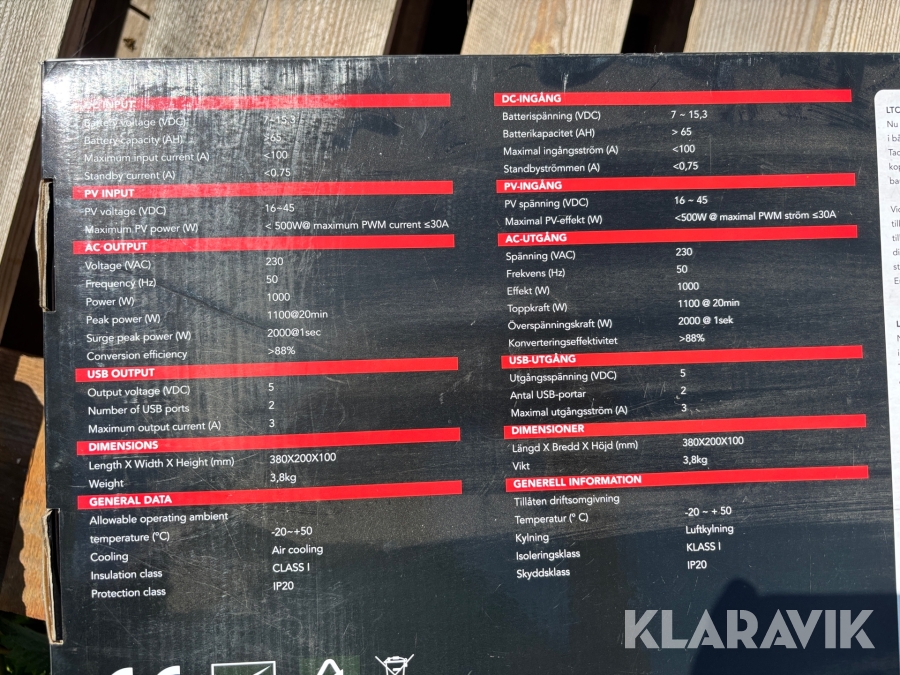 DC INPUT
Battery voltage (VDC) 7~15,3
Battery capacity (AH) >65
Maximum input current (A) <100
Standby current (A) <0.75
PV INPUT
PV voltage (VDC) 16~45
Maximum PV power (W) < 500W@ maximum PWM current ≤30A
AC OUTPUT
Voltage (VAC) 230
Frequency (Hz) 50
Power (W) 1000
Peak power (W) 1100@20min
Surge peak power (W) 2000@1sec
Conversion efficiency >88%
USB OUTPUT
Output voltage (VDC) 5
Number of USB ports 2
Maximum output current (A) 3
DIMENSIONS
Length X Width X Height (mm) 380X200X100
Weight 3,8kg
GENERAL DATA
Allowable operating ambient
temperature (°C) -20~+50
Cooling Air cooling
Insulation class CLASS I
Protection class IP20
DC-INGÅNG
Batterispänning (VDC) 7 ~ 15,3
Batterikapacitet (AH) > 65
Maximal ingångsström (A) <100
Standbyströmmen (A) <0,75
PV-INGÅNG
PV spänning (VDC) 16 ~ 45
Maximal PV-effekt (W) <500W @ maximal PWM ström ≤30A
AC-UTGÅNG
Spänning (VAC) 230
Frekvens (Hz) 50
Effekt (W) 1000
Toppkraft (W) 1100 @ 20min
Överspänningskraft (W) 2000 @ 1sek
Konverteringseffektivitet >88%
USB-UTGÅNG
Utgångsspänning (VDC) 5
Antal USB-portar 2
Maximal utgångsström (A) 3
DIMENSIONER
Längd X Bredd X Höjd (mm) 380X200X100
Vikt 3,8kg
GENERELL INFORMATION
Tillåten driftsomgivning
Temperatur (° C) -20 ~ + 50
Kylning Luftkylning
Isoleringsklass KLASS I
Skyddsklass IP20
LTC
Nu
i bå
KLARAVIK